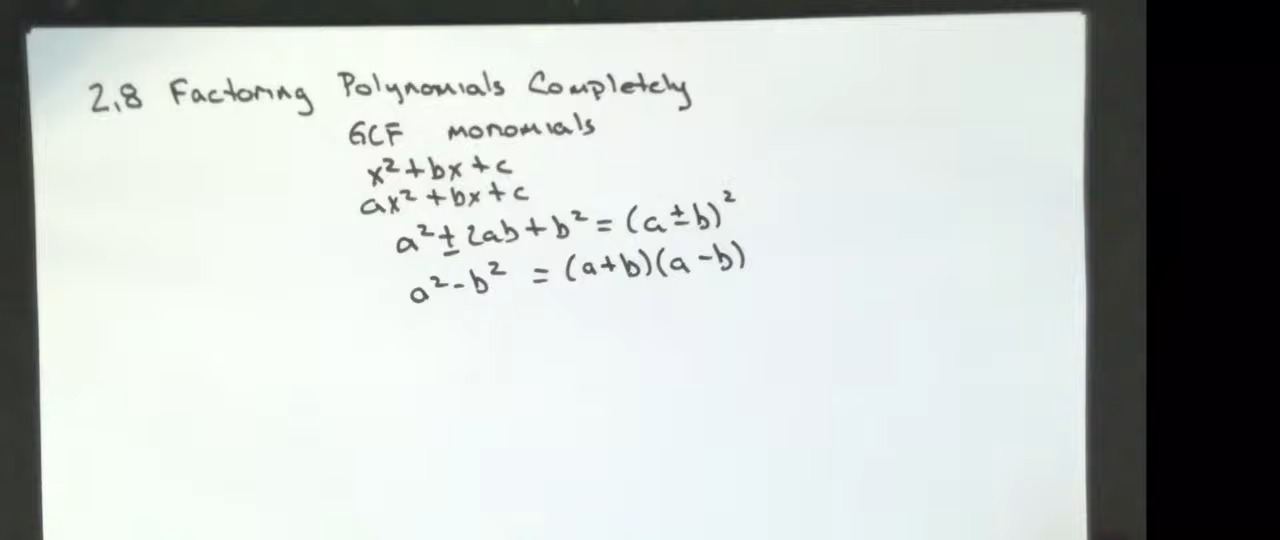 2.8 Factoring Polynomials Completely
GCF monomials
x² + bx + c
ax² + bx + c
a² ± 2ab + b² = (a ± b)²
a² - b² = (a+b)(a-b)